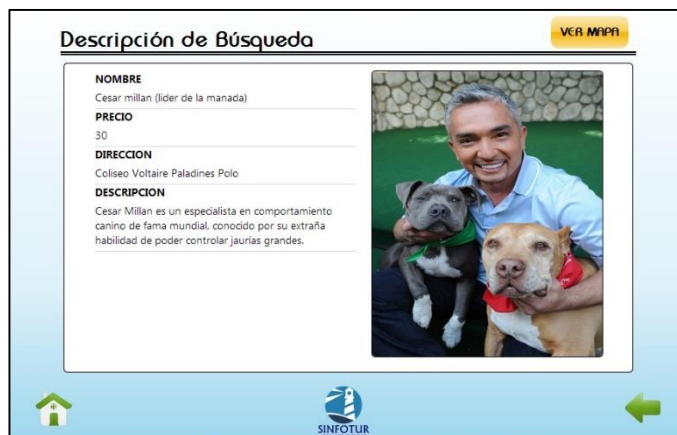 Descripción de Búsqueda
VER MAPA
NOMBRE
Cesar millan (lider de la manada)
PRECIO
30
DIRECCION
Coliseo Voltaire Paladines Polo
DESCRIPCION
Cesar Millan es un especialista en comportamiento
canino de fama mundial, conocido por su extraña
habilidad de poder controlar jaurías grandes.
SINFOTUR